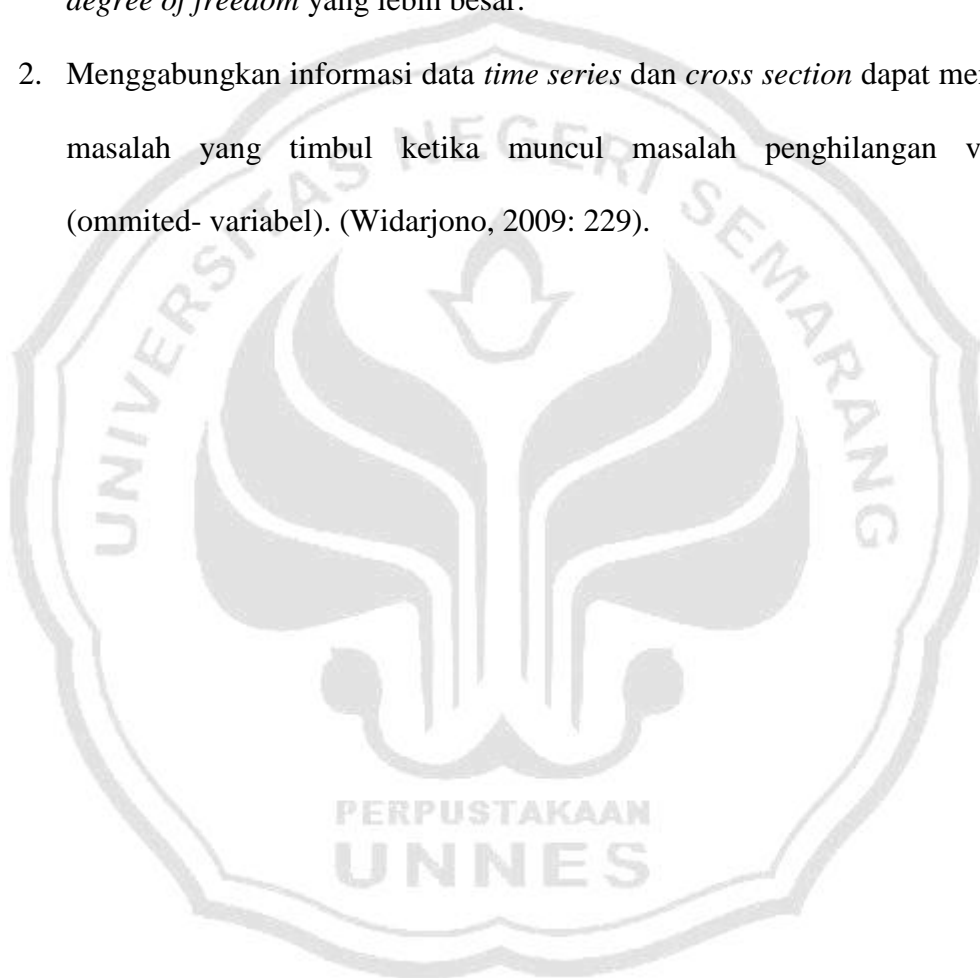 degree of freedom yang lebih besar.
2. Menggabungkan informasi data time series dan cross section dapat
masalah yang timbul ketika muncul masalah penghilangan
(ommited- variabel). (Widarjono, 2009: 229).
UNIVERSITAS NEGERI SEMARANG
PERPUSTAKAAN
UNNES